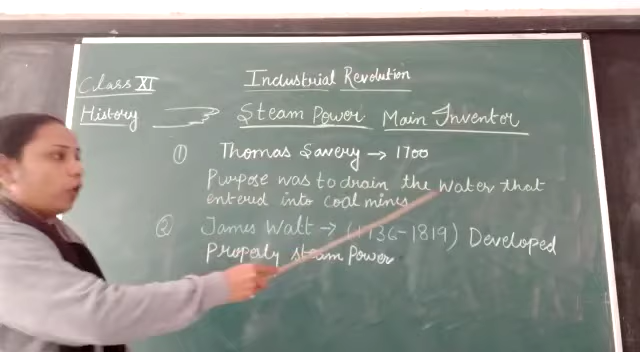 Class XI
Industrial Revolution
History
Steam Power Main Inventor
① Thomas Savery → 1700
Purpose was to drain the Water that
entered into Coal mines
② James Walt → (1736-1819) Developed
Properly steam Power